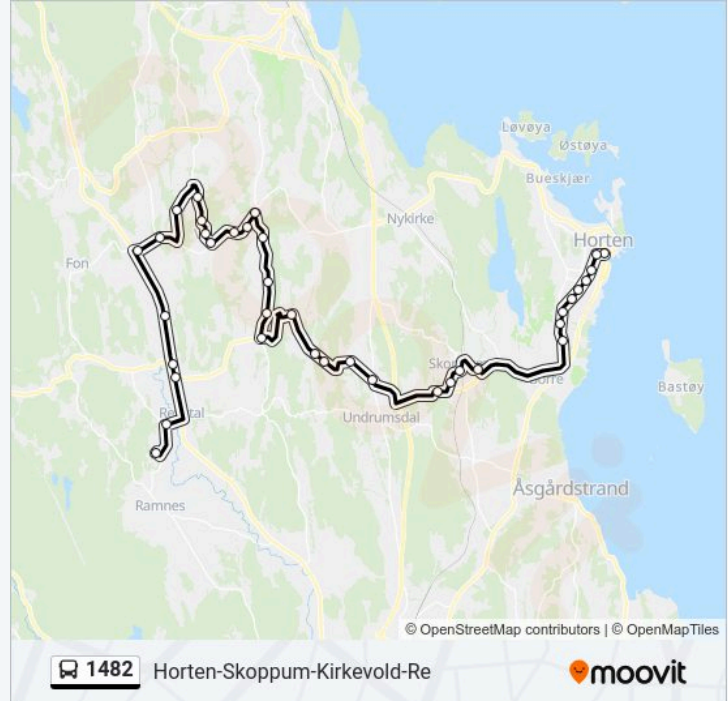 Løvøya
Østøya
Bueskjær
Nykirke
Horten
Fon
Bastøy
Undrumsdal
Åsgårdstrand
Ramnes
© OpenStreetMap contributors | © OpenMapTiles
1482 Horten-Skoppum-Kirkevold-Re
moovit